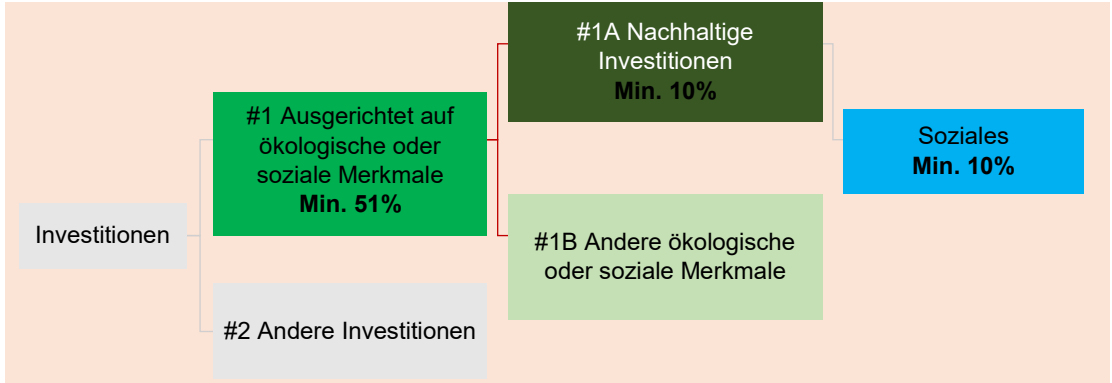 Investitionen
#1 Ausgerichtet auf
ökologische oder
soziale Merkmale
Min. 51%
#2 Andere Investitionen
#1A Nachhaltige
Investitionen
Min. 10%
#1B Andere ökologische
oder soziale Merkmale
Soziales
Min. 10%